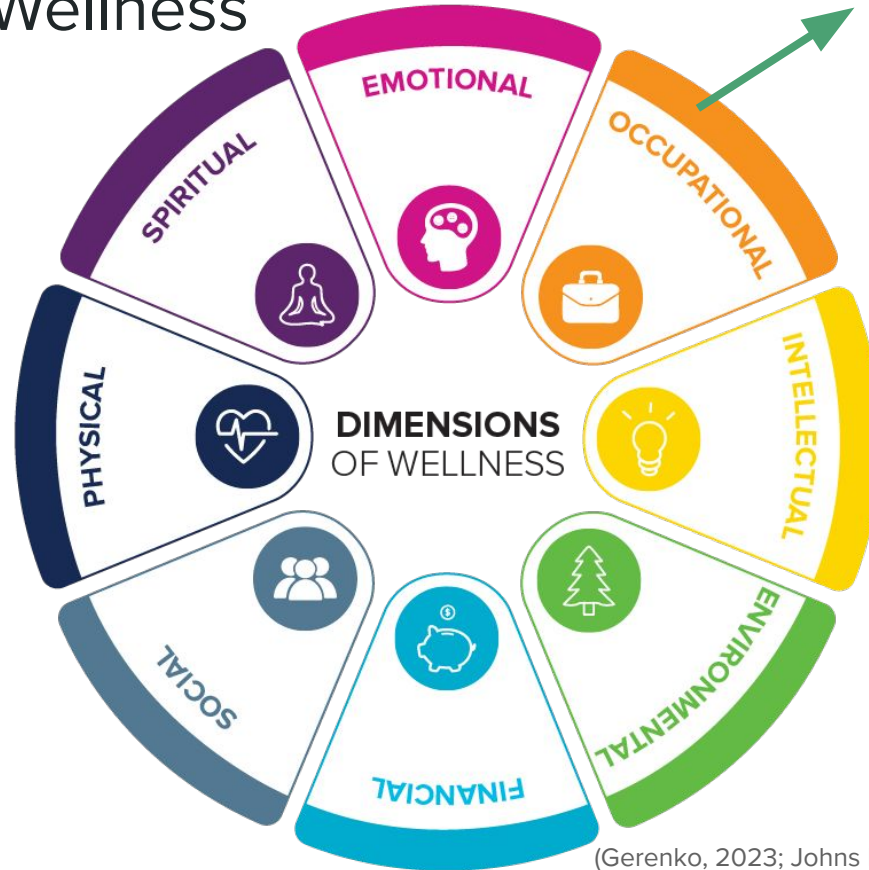 Wellness
EMOTIONAL
OCCUPATIONAL
INTELLECTUAL
ENVIRONMENTAL
FINANCIAL
SOCIAL
PHYSICAL
SPIRITUAL
DIMENSIONS
OF WELLNESS
$
(Gerenko, 2023; Johns